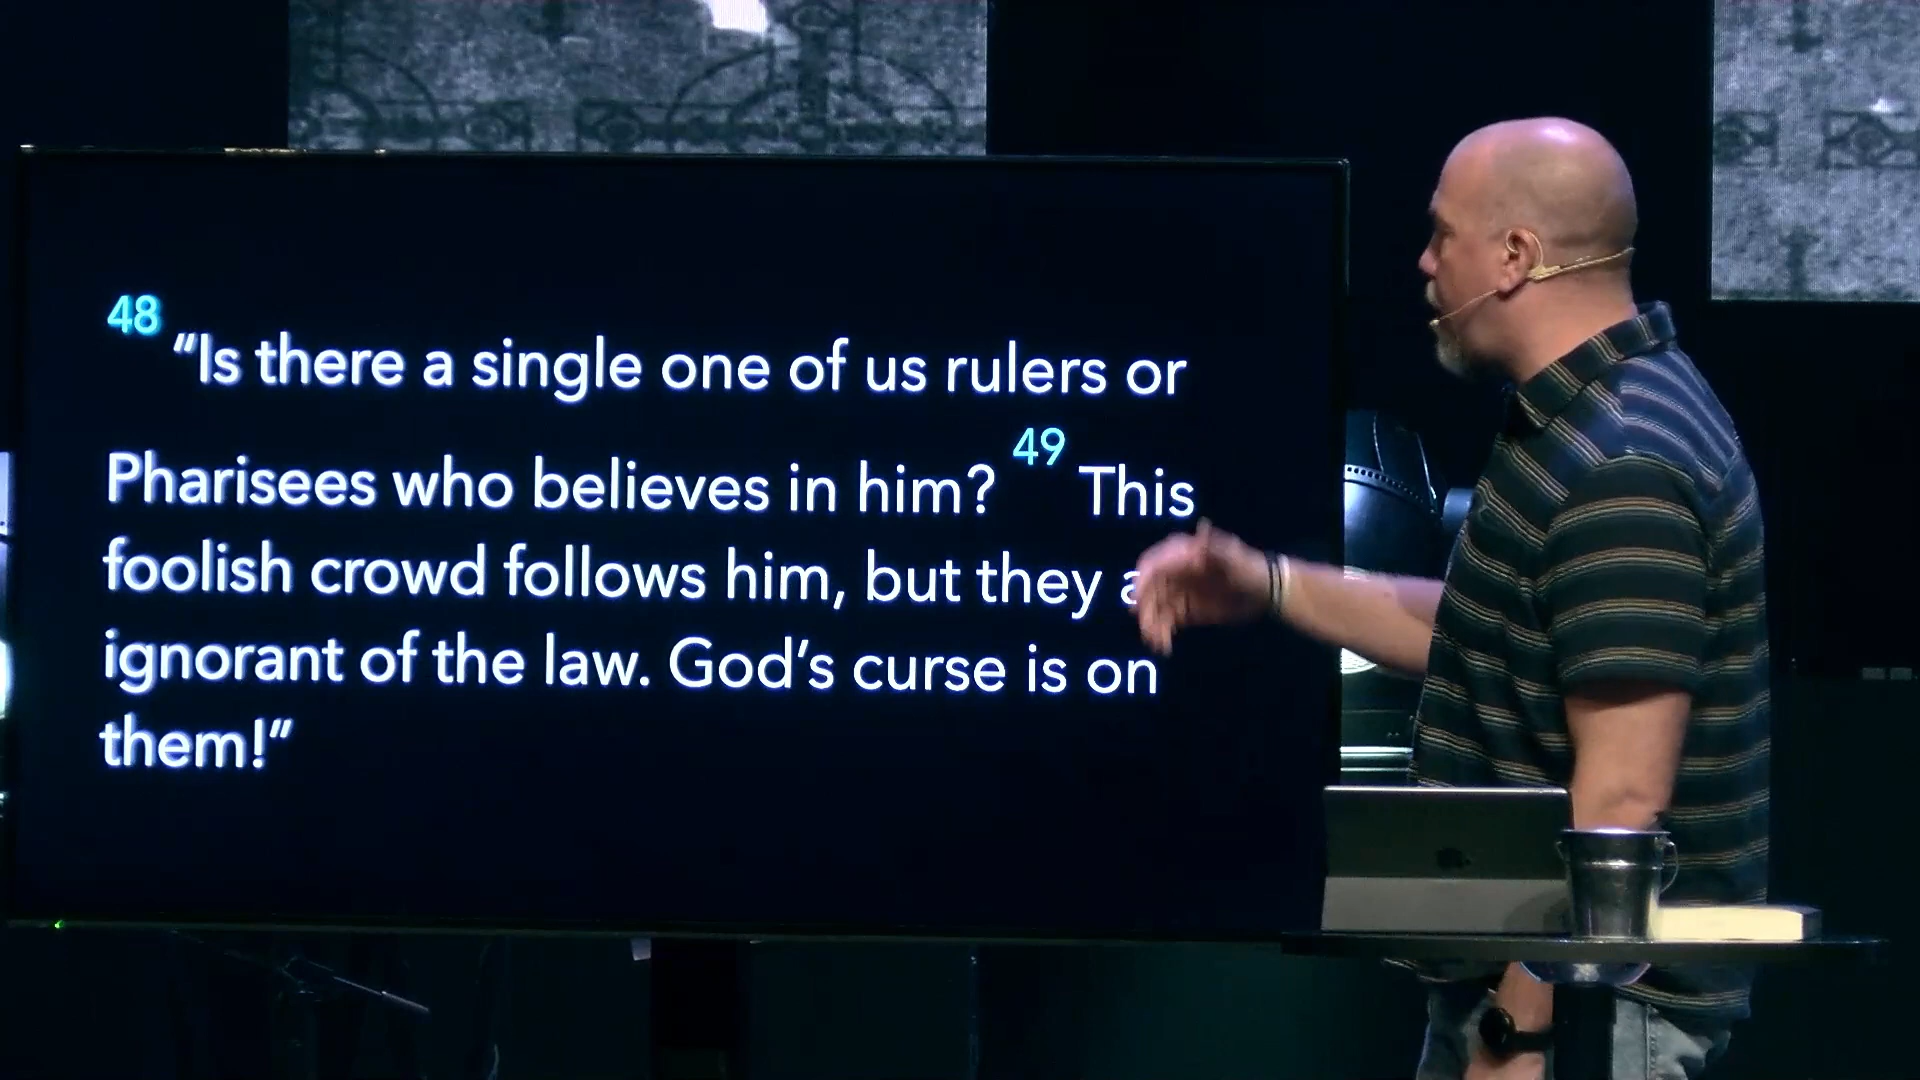 48 “Is there a single one of us rulers or
Pharisees who believes in him? 49 This
foolish crowd follows him, but they
ignorant of the law. God’s curse is on
them!”